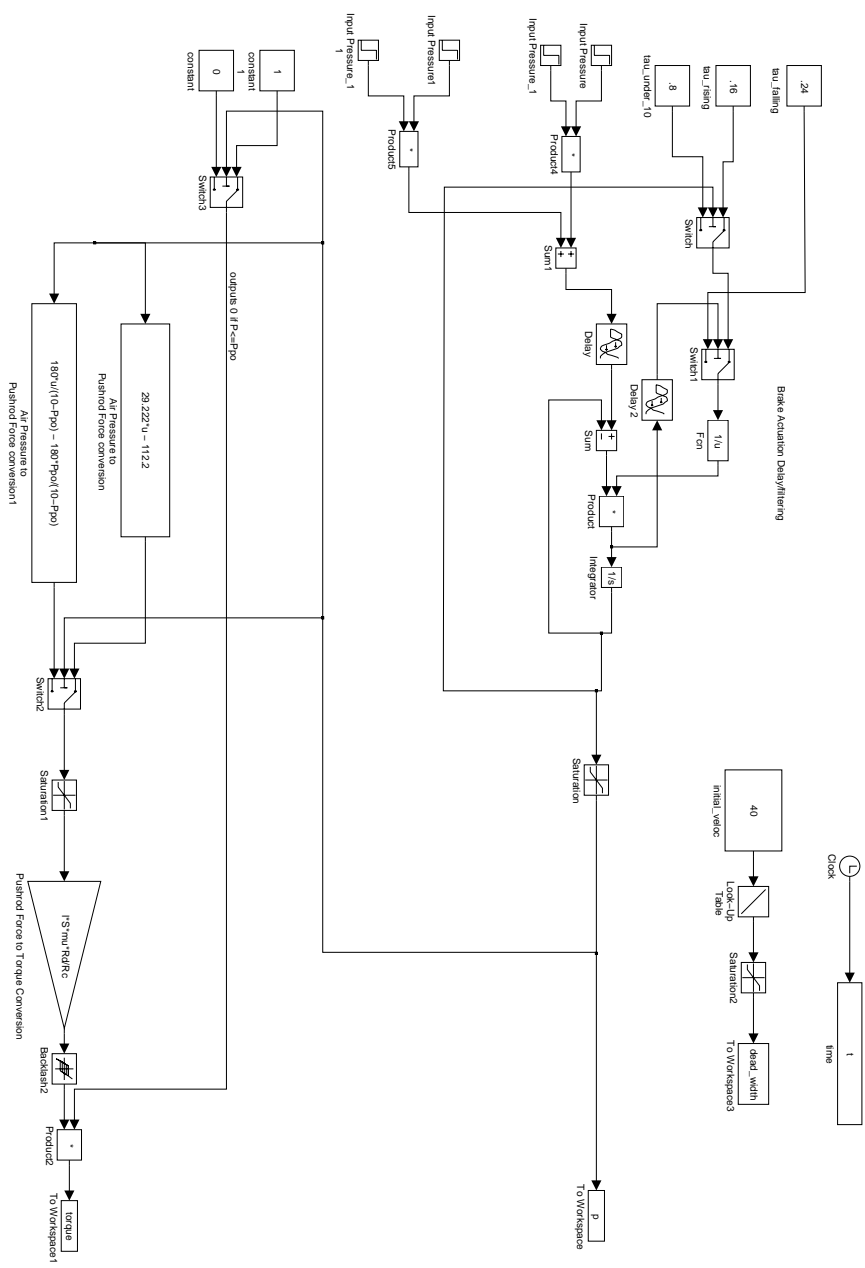 Clock
t
time
40
initial_veloc
Look-Up
Table
Saturation2
dead_width
To Workspace3
Brake Actuation Delay/filtering
.24
tau_falling
.16
tau_rising
.8
tau_under_10
Switch
Switch1
1/u
Fcn
Delay 2
Input Pressure
Input Pressure_1
*
Product4
+
+
Sum1
Delay
+
−
Sum
*
Product
1/s
Integrator
Saturation
p
To Workspace
Input Pressure1
Input Pressure_1
1
*
Product5
1
constant
1
0
constant
Switch3
outputs 0 if P<=Ppo
29.222*u − 112.2
Air Pressure to
Pushrod Force conversion
180*u/(10−Ppo) − 180*Ppo/(10−Ppo)
Air Pressure to
Pushrod Force conversion1
Switch2
Saturation1
l*S*mu*Rd/Rc
Pushrod Force to Torque Conversion
Backlash2
*
Product2
torque
To Workspace1